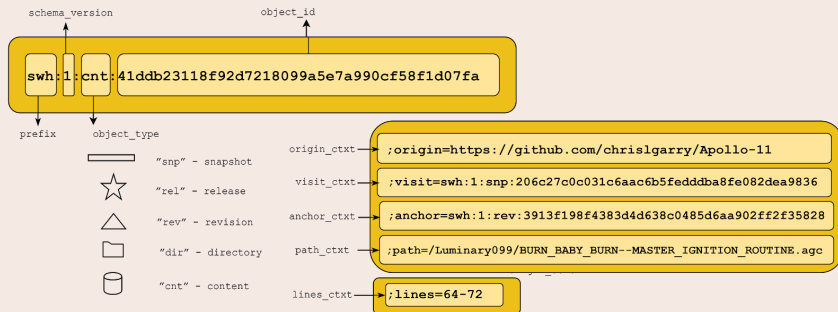 schema_version
object_id
swh:1:cnt:41ddb23118f92d7218099a5e7a990cf58f1d07fa
prefix
object_type
"snp" - snapshot
"rel" - release
"rev" - revision
"dir" - directory
"cnt" - content
origin_ctxt
;origin=https://github.com/chrislgarry/Apollo-11
visit_ctxt
;visit=swh:1:snp:206c27c0c031c6aac6b5fedddba8fe082dea9836
anchor_ctxt
;anchor=swh:1:rev:3913f198f4383d4d638c0485d6aa902ff2f35828
path_ctxt
;path=/Luminary099/BURN_BABY_BURN--MASTER_IGNITION_ROUTINE.agc
lines_ctxt
;lines=64-72